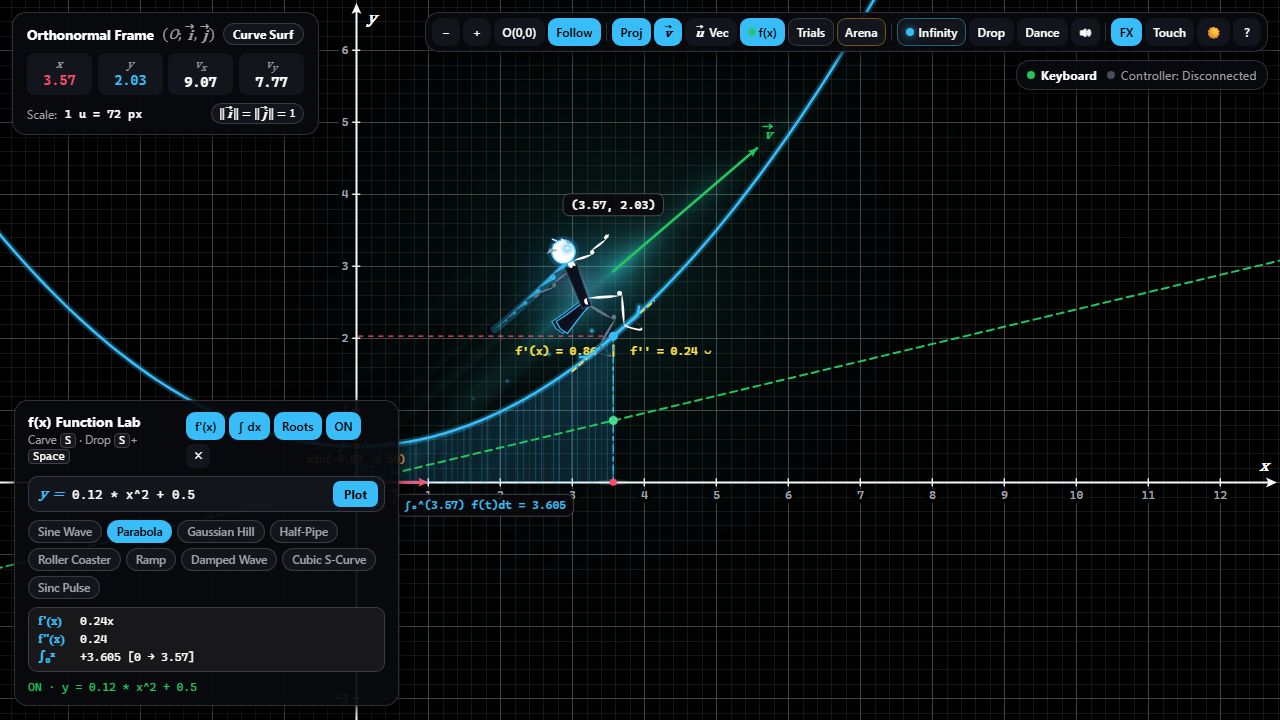 Orthonormal Frame (O; i, j) Curve Surf
x y vx vy
3.57 2.03 9.07 7.77
Scale: 1 u = 72 px ||i|| = ||j|| = 1
− + O(0,0) Follow Proj v u Vec f(x) Trials Arena Infinity Drop Dance FX Touch ?
Keyboard Controller: Disconnected
y
6
5
v
4
(3.57, 2.03)
3
2
f'(x) = 0.86 f'' = 0.24 ∪
x
1 2 3 4 5 6 7 8 9 10 11 12
∫₀^(3.57) f(t)dt = 3.605
f(x) Function Lab f'(x) ∫ dx Roots ON
Carve S · Drop S +
Space ×
y = 0.12 * x^2 + 0.5 Plot
Sine Wave Parabola Gaussian Hill Half-Pipe
Roller Coaster Ramp Damped Wave Cubic S-Curve
Sinc Pulse
f'(x) 0.24x
f''(x) 0.24
∫₀ˣ +3.605 [0 → 3.57]
ON · y = 0.12 * x^2 + 0.5